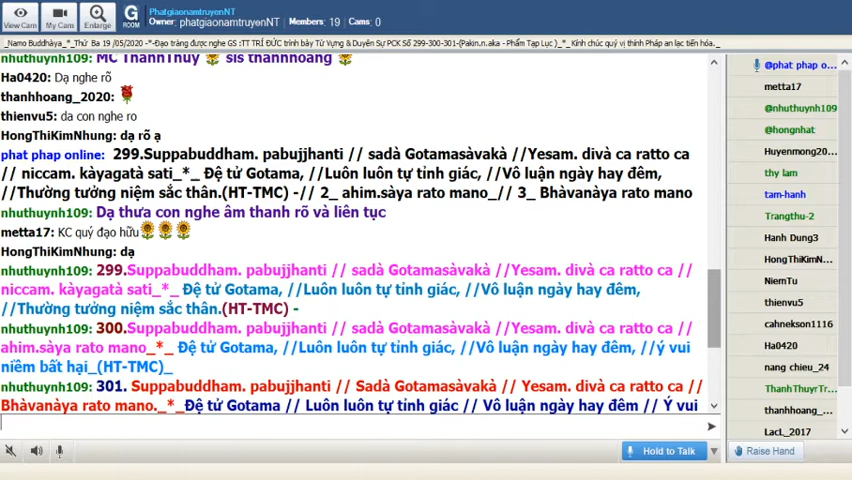 PhatgiaonamtruyenNT
Owner: phatgiaonamtruyenNT Members: 19 Cams: 0
View Cam
My Cam
Enlarge
G
ROOM
_Namo Buddhàya_*_Thứ Ba 19 /05/2020 -*-Đạo tràng được nghe GS :TT TRÍ ĐỨC trình bày Từ Vựng & Duyên Sự PCK Số 299-300-301-(Pakin.n.aka - Phẩm Tạp Lục )_*_ Kính chúc quý vị thính Pháp an lạc tiến hóa._
nhuthuynh109: MC ThanhThuy sis thanhhoang
Ha0420: Dạ nghe rõ
thanhhoang_2020:
thienvu5: da con nghe ro
HongThiKimNhung: dạ rõ ạ
phat phap online: 299.Suppabuddham. pabujjhanti // sadà Gotamasàvakà //Yesam. divà ca ratto ca
// niccam. kàyagatà sati_*_ Đệ tử Gotama, //Luôn luôn tự tỉnh giác, //Vô luận ngày hay đêm,
//Thường tưởng niệm sắc thân.(HT-TMC) -// 2_ ahim.sàya rato mano_// 3_ Bhàvanàya rato mano
nhuthuynh109: Dạ thưa con nghe âm thanh rõ và liên tục
metta17: KC quý đạo hữu
HongThiKimNhung: dạ
nhuthuynh109: 299.Suppabuddham. pabujjhanti // sadà Gotamasàvakà //Yesam. divà ca ratto ca //
niccam. kàyagatà sati_*_ Đệ tử Gotama, //Luôn luôn tự tỉnh giác, //Vô luận ngày hay đêm,
//Thường tưởng niệm sắc thân.(HT-TMC) -
nhuthuynh109: 300.Suppabuddham. pabujjhanti // sadà Gotamasàvakà //Yesam. divà ca ratto ca //
ahim.sàya rato mano_*_ Đệ tử Gotama, //Luôn luôn tự tỉnh giác, //Vô luận ngày hay đêm, //ý vui
niềm bất hại_(HT-TMC)_
nhuthuynh109: 301. Suppabuddham. pabujjhanti // Sadà Gotamasàvakà // Yesam. divà ca ratto ca //
Bhàvanàya rato mano._*_Đệ tử Gotama // Luôn luôn tự tỉnh giác // Vô luận ngày hay đêm // Ý vui
@phat phap o...
metta17
@nhuthuynh109
@hongnhat
Huyenmong20...
thy lam
tam-hanh
Trangthu-2
Hanh Dung3
HongThiKimN...
NiemTu
thienvu5
cahnekson1116
Ha0420
nang chieu_24
ThanhThuyrTr...
thanhhoang_...
LacL_2017
Hold to Talk
Raise Hand